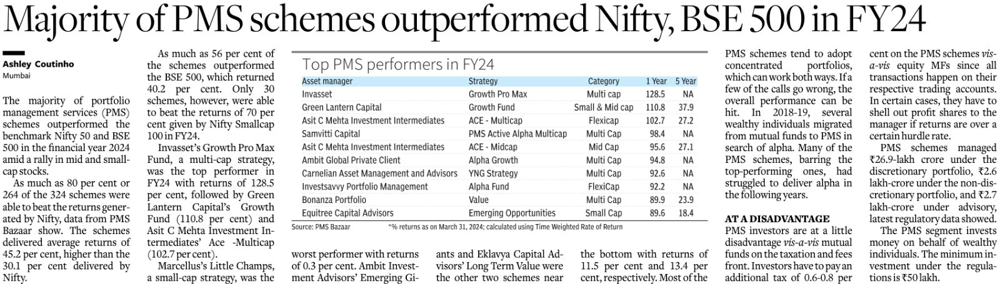 Majority of PMS schemes outperformed Nifty, BSE 500 in FY24
Ashley Coutinho
Mumbai
The majority of portfolio
management services (PMS)
schemes outperformed the
benchmark Nifty 50 and BSE
500 in the financial year 2024
amid a rally in mid and small-
cap stocks.
As much as 80 per cent or
264 of the 324 schemes were
able to beat the returns gener-
ated by Nifty, data from PMS
Bazaar show. The schemes
delivered average returns of
45.2 per cent, higher than the
30.1 per cent delivered by
Nifty.
As much as 56 per cent of
the schemes outperformed
the BSE 500, which returned
40.2 per cent. Only 30
schemes, however, were able
to beat the returns of 70 per
cent given by Nifty Smallcap
100 in FY24.
Invasset's Growth Pro Max
Fund, a multi-cap strategy,
was the top performer in
FY24 with returns of 128.5
per cent, followed by Green
Lantern Capital's Growth
Fund (110.8 per cent) and
Asit C Mehta Investment In-
termediates' Ace -Multicap
(102.7 per cent).
Marcellus's Little Champs,
a small-cap strategy, was the
Top PMS performers in FY24
Asset manager Strategy Category 1 Year 5 Year
Invasset Growth Pro Max Multi cap 128.5 NA
Green Lantern Capital Growth Fund Small & Mid cap 110.8 37.9
Asit C Mehta Investment Intermediates ACE - Multicap Flexicap 102.7 27.2
Samvitti Capital PMS Active Alpha Multicap Multi Cap 98.4 NA
Asit C Mehta Investment Intermediates ACE - Midcap Mid Cap 95.6 27.1
Ambit Global Private Client Alpha Growth Multi Cap 94.8 NA
Carnelian Asset Management and Advisors YNG Strategy Multi Cap 92.6 NA
Investsavvy Portfolio Management Alpha Fund FlexiCap 92.2 NA
Bonanza Portfolio Value Multi Cap 89.9 23.9
Equitree Capital Advisors Emerging Opportunities Small Cap 89.6 18.4
Source: PMS Bazaar *% returns as on March 31, 2024; calculated using Time Weighted Rate of Return
worst performer with returns
of 0.3 per cent. Ambit Invest-
ment Advisors' Emerging Gi-
ants and Eklavya Capital Ad-
visors' Long Term Value were
the other two schemes near
the bottom with returns of
11.5 per cent and 13.4 per
cent, respectively. Most of the
PMS schemes tend to adopt
concentrated portfolios,
which can work both ways. If a
few of the calls go wrong, the
overall performance can be
hit. In 2018-19, several
wealthy individuals migrated
from mutual funds to PMS in
search of alpha. Many of the
PMS schemes, barring the
top-performing ones, had
struggled to deliver alpha in
the following years.
AT A DISADVANTAGE
PMS investors are at a little
disadvantage vis-a-vis mutual
funds on the taxation and fees
front. Investors have to pay an
additional tax of 0.6-0.8 per
cent on the PMS schemes vis-
a-vis equity MFs since all
transactions happen on their
respective trading accounts.
In certain cases, they have to
shell out profit shares to the
manager if returns are over a
certain hurdle rate.
PMS schemes managed
₹26.9-lakh crore under the
discretionary portfolio, ₹2.6
lakh-crore under the non-dis-
cretionary portfolio, and ₹2.7
lakh-crore under advisory,
latest regulatory data showed.
The PMS segment invests
money on behalf of wealthy
individuals. The minimum in-
vestment under the regula-
tions is ₹50 lakh.